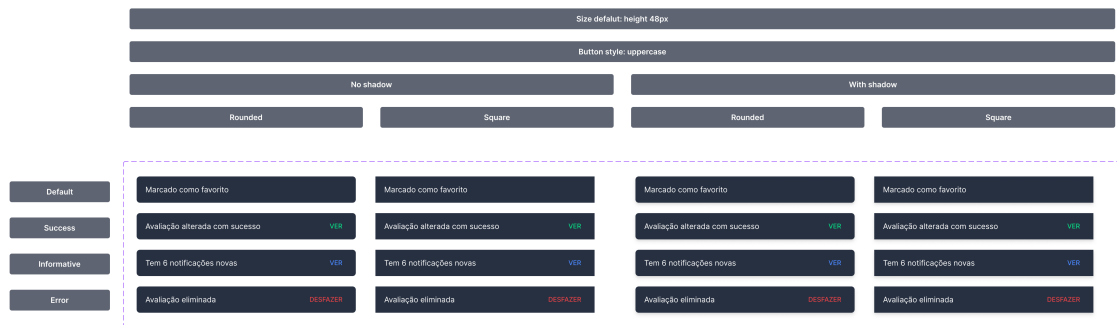 Size defalut: height 48px
Button style: uppercase
No shadow With shadow
Rounded Square Rounded Square
Default Marcado como favorito Marcado como favorito Marcado como favorito Marcado como favorito
Success Avaliação alterada com sucesso VER Avaliação alterada com sucesso VER Avaliação alterada com sucesso VER Avaliação alterada com sucesso VER
Informative Tem 6 notificações novas VER Tem 6 notificações novas VER Tem 6 notificações novas VER Tem 6 notificações novas VER
Error Avaliação eliminada DESFAZER Avaliação eliminada DESFAZER Avaliação eliminada DESFAZER Avaliação eliminada DESFAZER